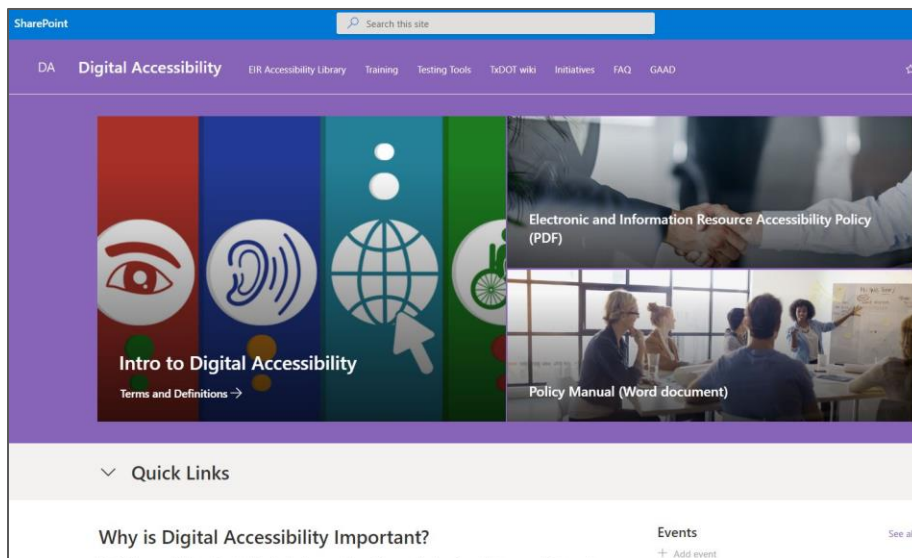 SharePoint
Search this site
DA
Digital Accessibility
EIR Accessibility Library
Training
Testing Tools
TxDOT wiki
Initiatives
FAQ
GAAD
Intro to Digital Accessibility
Terms and Definitions →
Electronic and Information Resource Accessibility Policy
(PDF)
Policy Manual (Word document)
Quick Links
Why is Digital Accessibility Important?
Events
See al
+ Add event